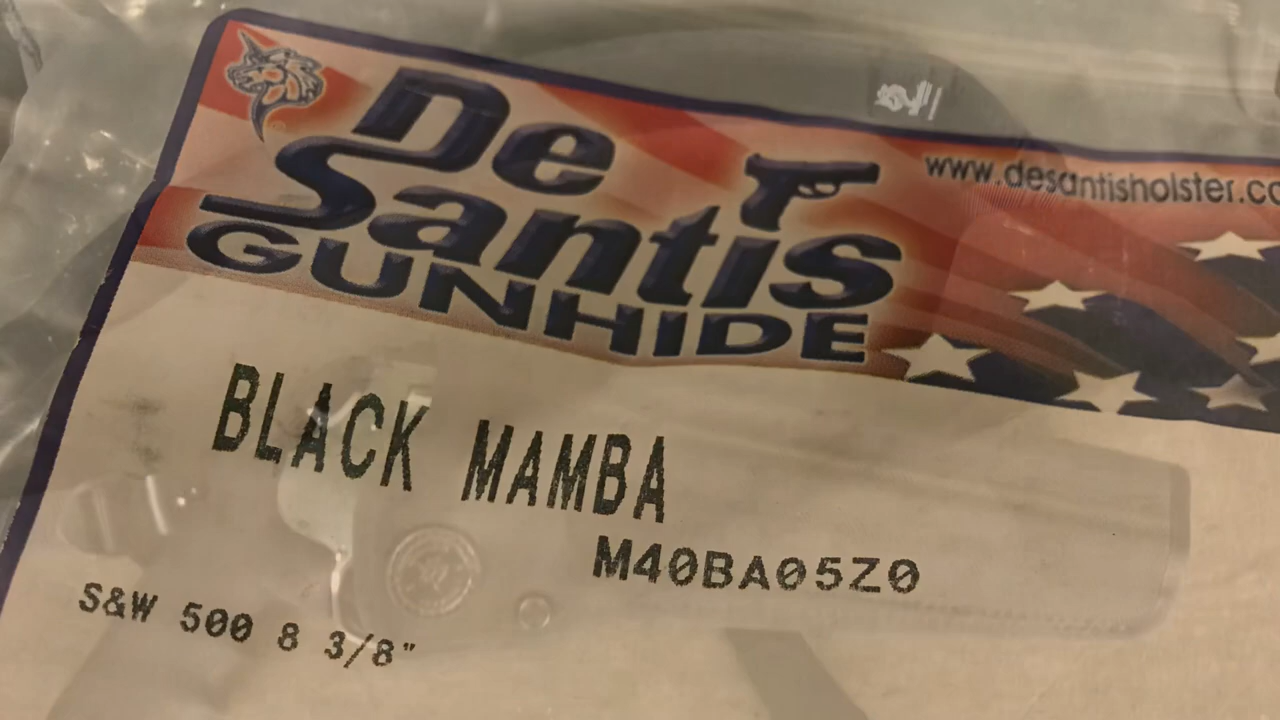 De
Santis
GUNHIDE
www.desantisholster.co
BLACK MAMBA
M40BA05Z0
S&W 500 8 3/8"